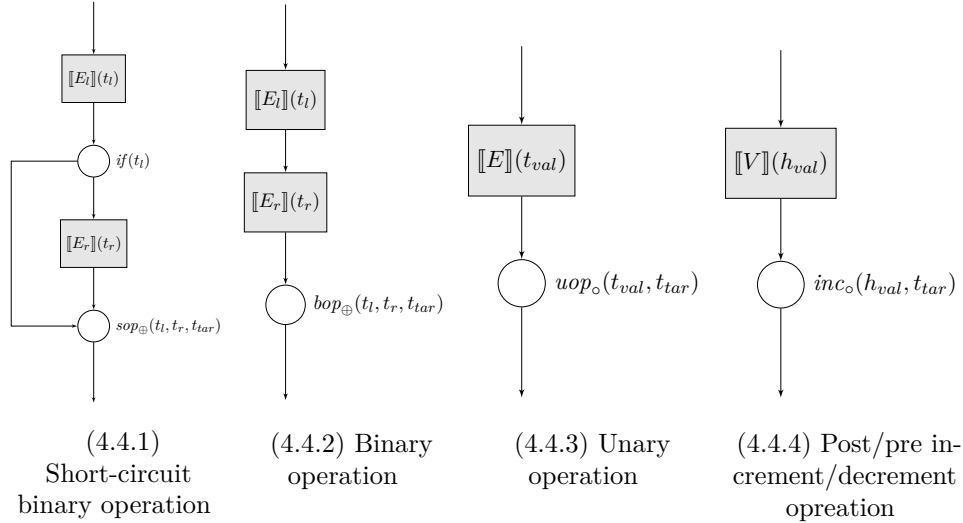 ⟦E_l⟧(t_l)
if(t_l)
⟦E_r⟧(t_r)
sop_⊕(t_l, t_r, t_tar)
(4.4.1)
Short-circuit
binary operation
⟦E_l⟧(t_l)
⟦E_r⟧(t_r)
bop_⊕(t_l, t_r, t_tar)
(4.4.2) Binary
operation
⟦E⟧(t_val)
uop_∘(t_val, t_tar)
(4.4.3) Unary
operation
⟦V⟧(h_val)
inc_∘(h_val, t_tar)
(4.4.4) Post/pre in-
crement/decrement
opreation